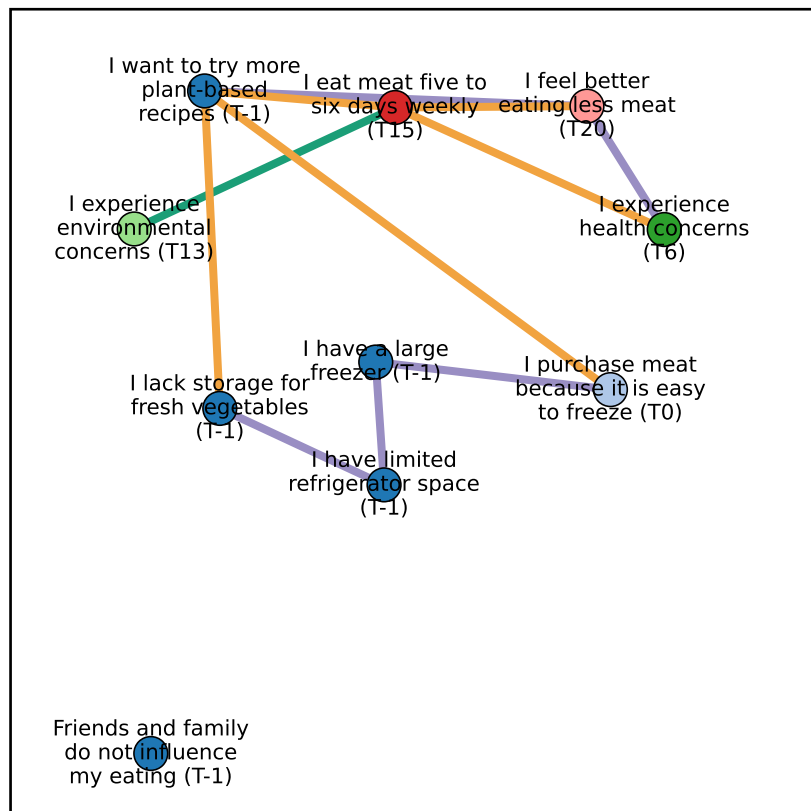 I want to try more
plant-based
recipes (T-1)
I eat meat five to
six days weekly
(T15)
I feel better
eating less meat
(T20)
I experience
environmental
concerns (T13)
I experience
health concerns
(T6)
I have a large
freezer (T-1)
I purchase meat
because it is easy
to freeze (T0)
I lack storage for
fresh vegetables
(T-1)
I have limited
refrigerator space
(T-1)
Friends and family
do not influence
my eating (T-1)